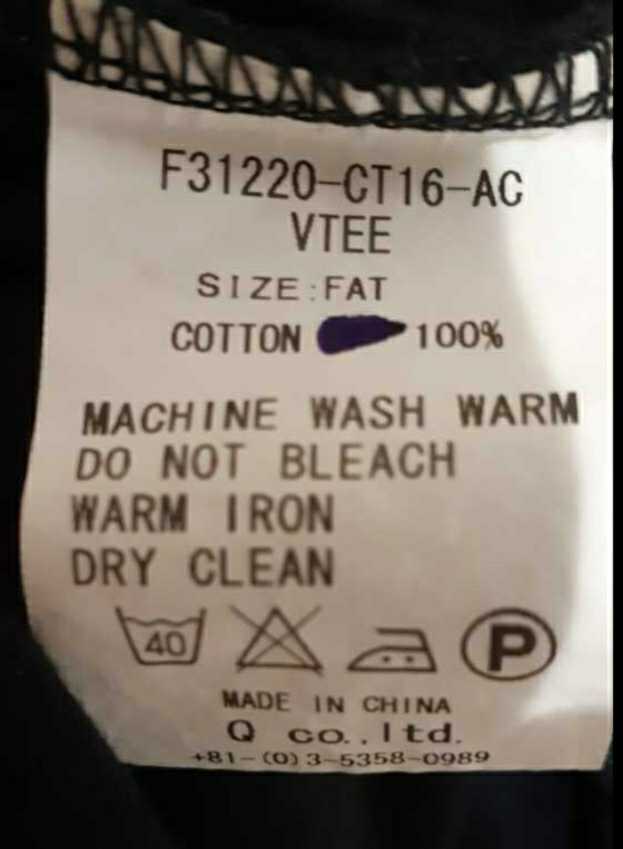 F31220-CT16-AC
VTEE
SIZE:FAT
COTTON 100%
MACHINE WASH WARM
DO NOT BLEACH
WARM IRON
DRY CLEAN
40 P
MADE IN CHINA
Q co.,ltd.
+81-(0)3-5358-0989